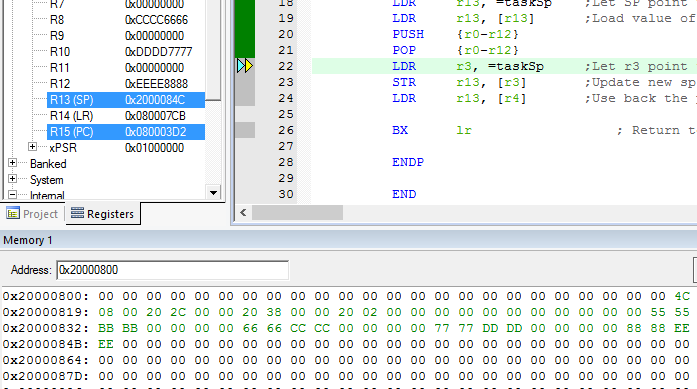 R7 0x00000000
R8 0xCCCC6666
R9 0x00000000
R10 0xDDDD7777
R11 0x00000000
R12 0xEEEE8888
R13 (SP) 0x2000084C
R14 (LR) 0x080007CB
R15 (PC) 0x080003D2
xPSR 0x01000000
Banked
System
Internal
Project Registers
18 LDR r13, =taskSp ;Let SP point
19 LDR r13, [r13] ;Load value of
20 PUSH {r0-r12}
21 POP {r0-r12}
22 LDR r3, =taskSp ;Let r3 point
23 STR r13, [r3] ;Update new sp
24 LDR r13, [r4] ;Use back the
25
26 BX lr ; Return t
27
28 ENDP
29
30 END
Memory 1
Address: 0x20000800
0x20000800: 00 00 00 00 00 00 00 00 00 00 00 00 00 00 00 00 00 00 00 00 00 00 00 00 4C
0x20000819: 08 00 20 2C 00 00 20 38 00 00 20 02 00 00 00 00 00 00 00 00 00 00 00 55 55
0x20000832: BB BB 00 00 00 00 66 66 CC CC 00 00 00 00 77 77 DD DD 00 00 00 00 88 88 EE
0x2000084B: EE 00 00 00 00 00 00 00 00 00 00 00 00 00 00 00 00 00 00 00 00 00 00 00 00
0x20000864: 00 00 00 00 00 00 00 00 00 00 00 00 00 00 00 00 00 00 00 00 00 00 00 00 00
0x2000087D: 00 00 00 00 00 00 00 00 00 00 00 00 00 00 00 00 00 00 00 00 00 00 00 00 00